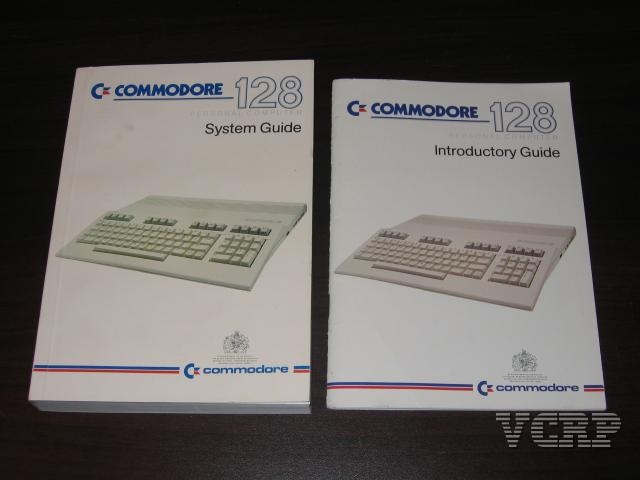 COMMODORE 128
PERSONAL COMPUTER
System Guide
commodore
COMMODORE 128
PERSONAL COMPUTER
Introductory Guide
commodore
VCRP